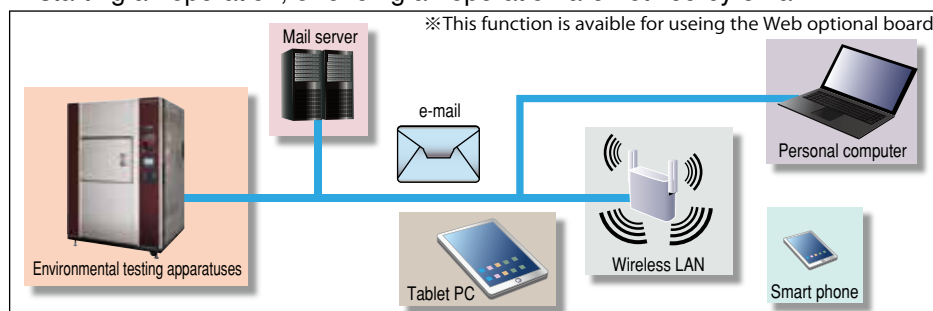 ※This function is avaible for useing the Web optional board
Mail server
e-mail
Personal computer
Environmental testing apparatuses
Wireless LAN
Tablet PC
Smart phone